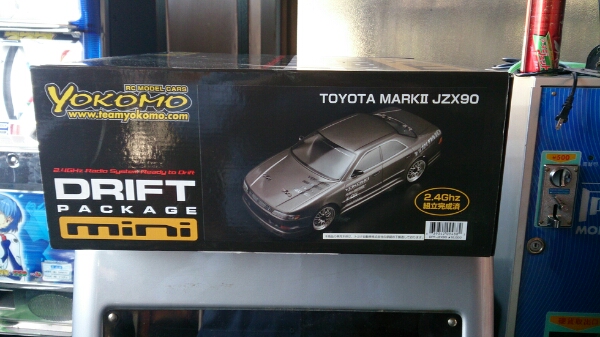 RC MODEL CARS
YOKOMO
www.teamyokomo.com
TOYOTA MARKⅡ JZX90
2.4GHz Radio System Ready to Drift
DRIFT
PACKAGE
mini
2.4Ghz
組立完成済